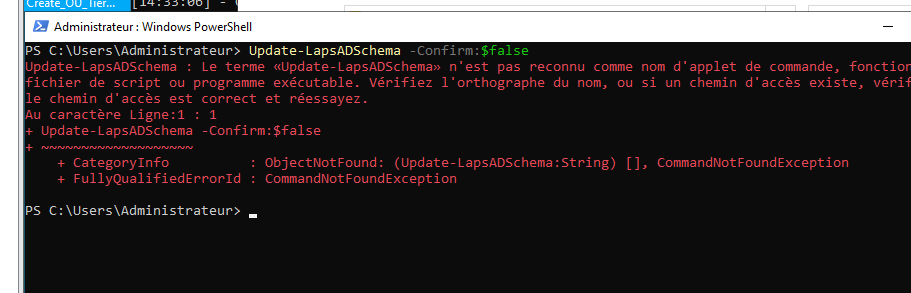 Create_OU_Tier... [14:33:06] - 
Administrateur : Windows PowerShell
PS C:\Users\Administrateur> Update-LapsADSchema -Confirm:$false
Update-LapsADSchema : Le terme «Update-LapsADSchema» n'est pas reconnu comme nom d'applet de commande, fonction
fichier de script ou programme exécutable. Vérifiez l'orthographe du nom, ou si un chemin d'accès existe, vérif
le chemin d'accès est correct et réessayez.
Au caractère Ligne:1 : 1
+ Update-LapsADSchema -Confirm:$false
+ ~~~~~~~~~~~~~~~~~~~
+ CategoryInfo : ObjectNotFound: (Update-LapsADSchema:String) [], CommandNotFoundException
+ FullyQualifiedErrorId : CommandNotFoundException
PS C:\Users\Administrateur>